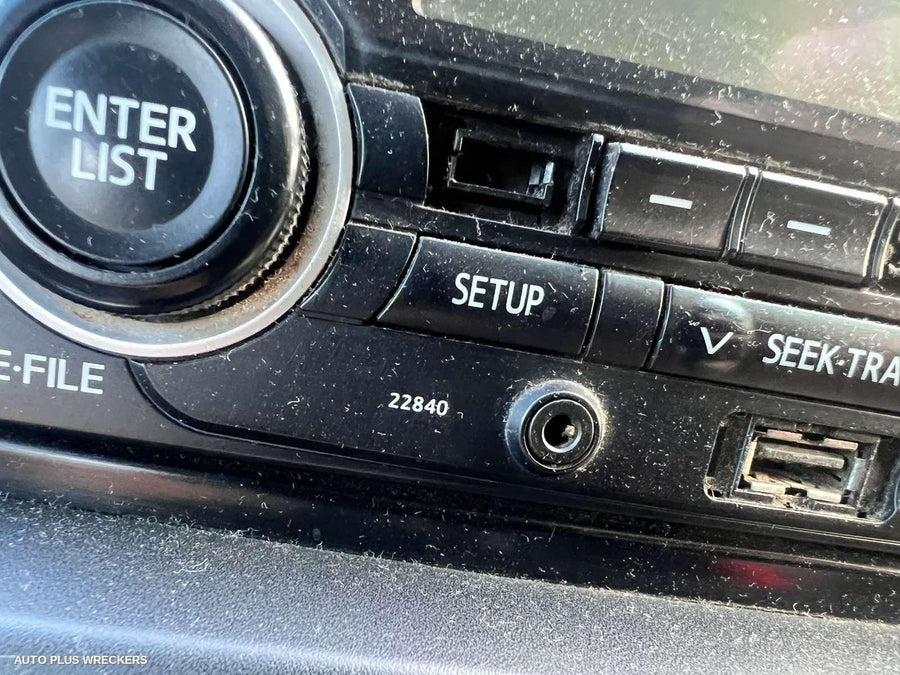 ENTER
LIST
SETUP
SEEK·TRA
E·FILE
22840
AUTO PLUS WRECKERS